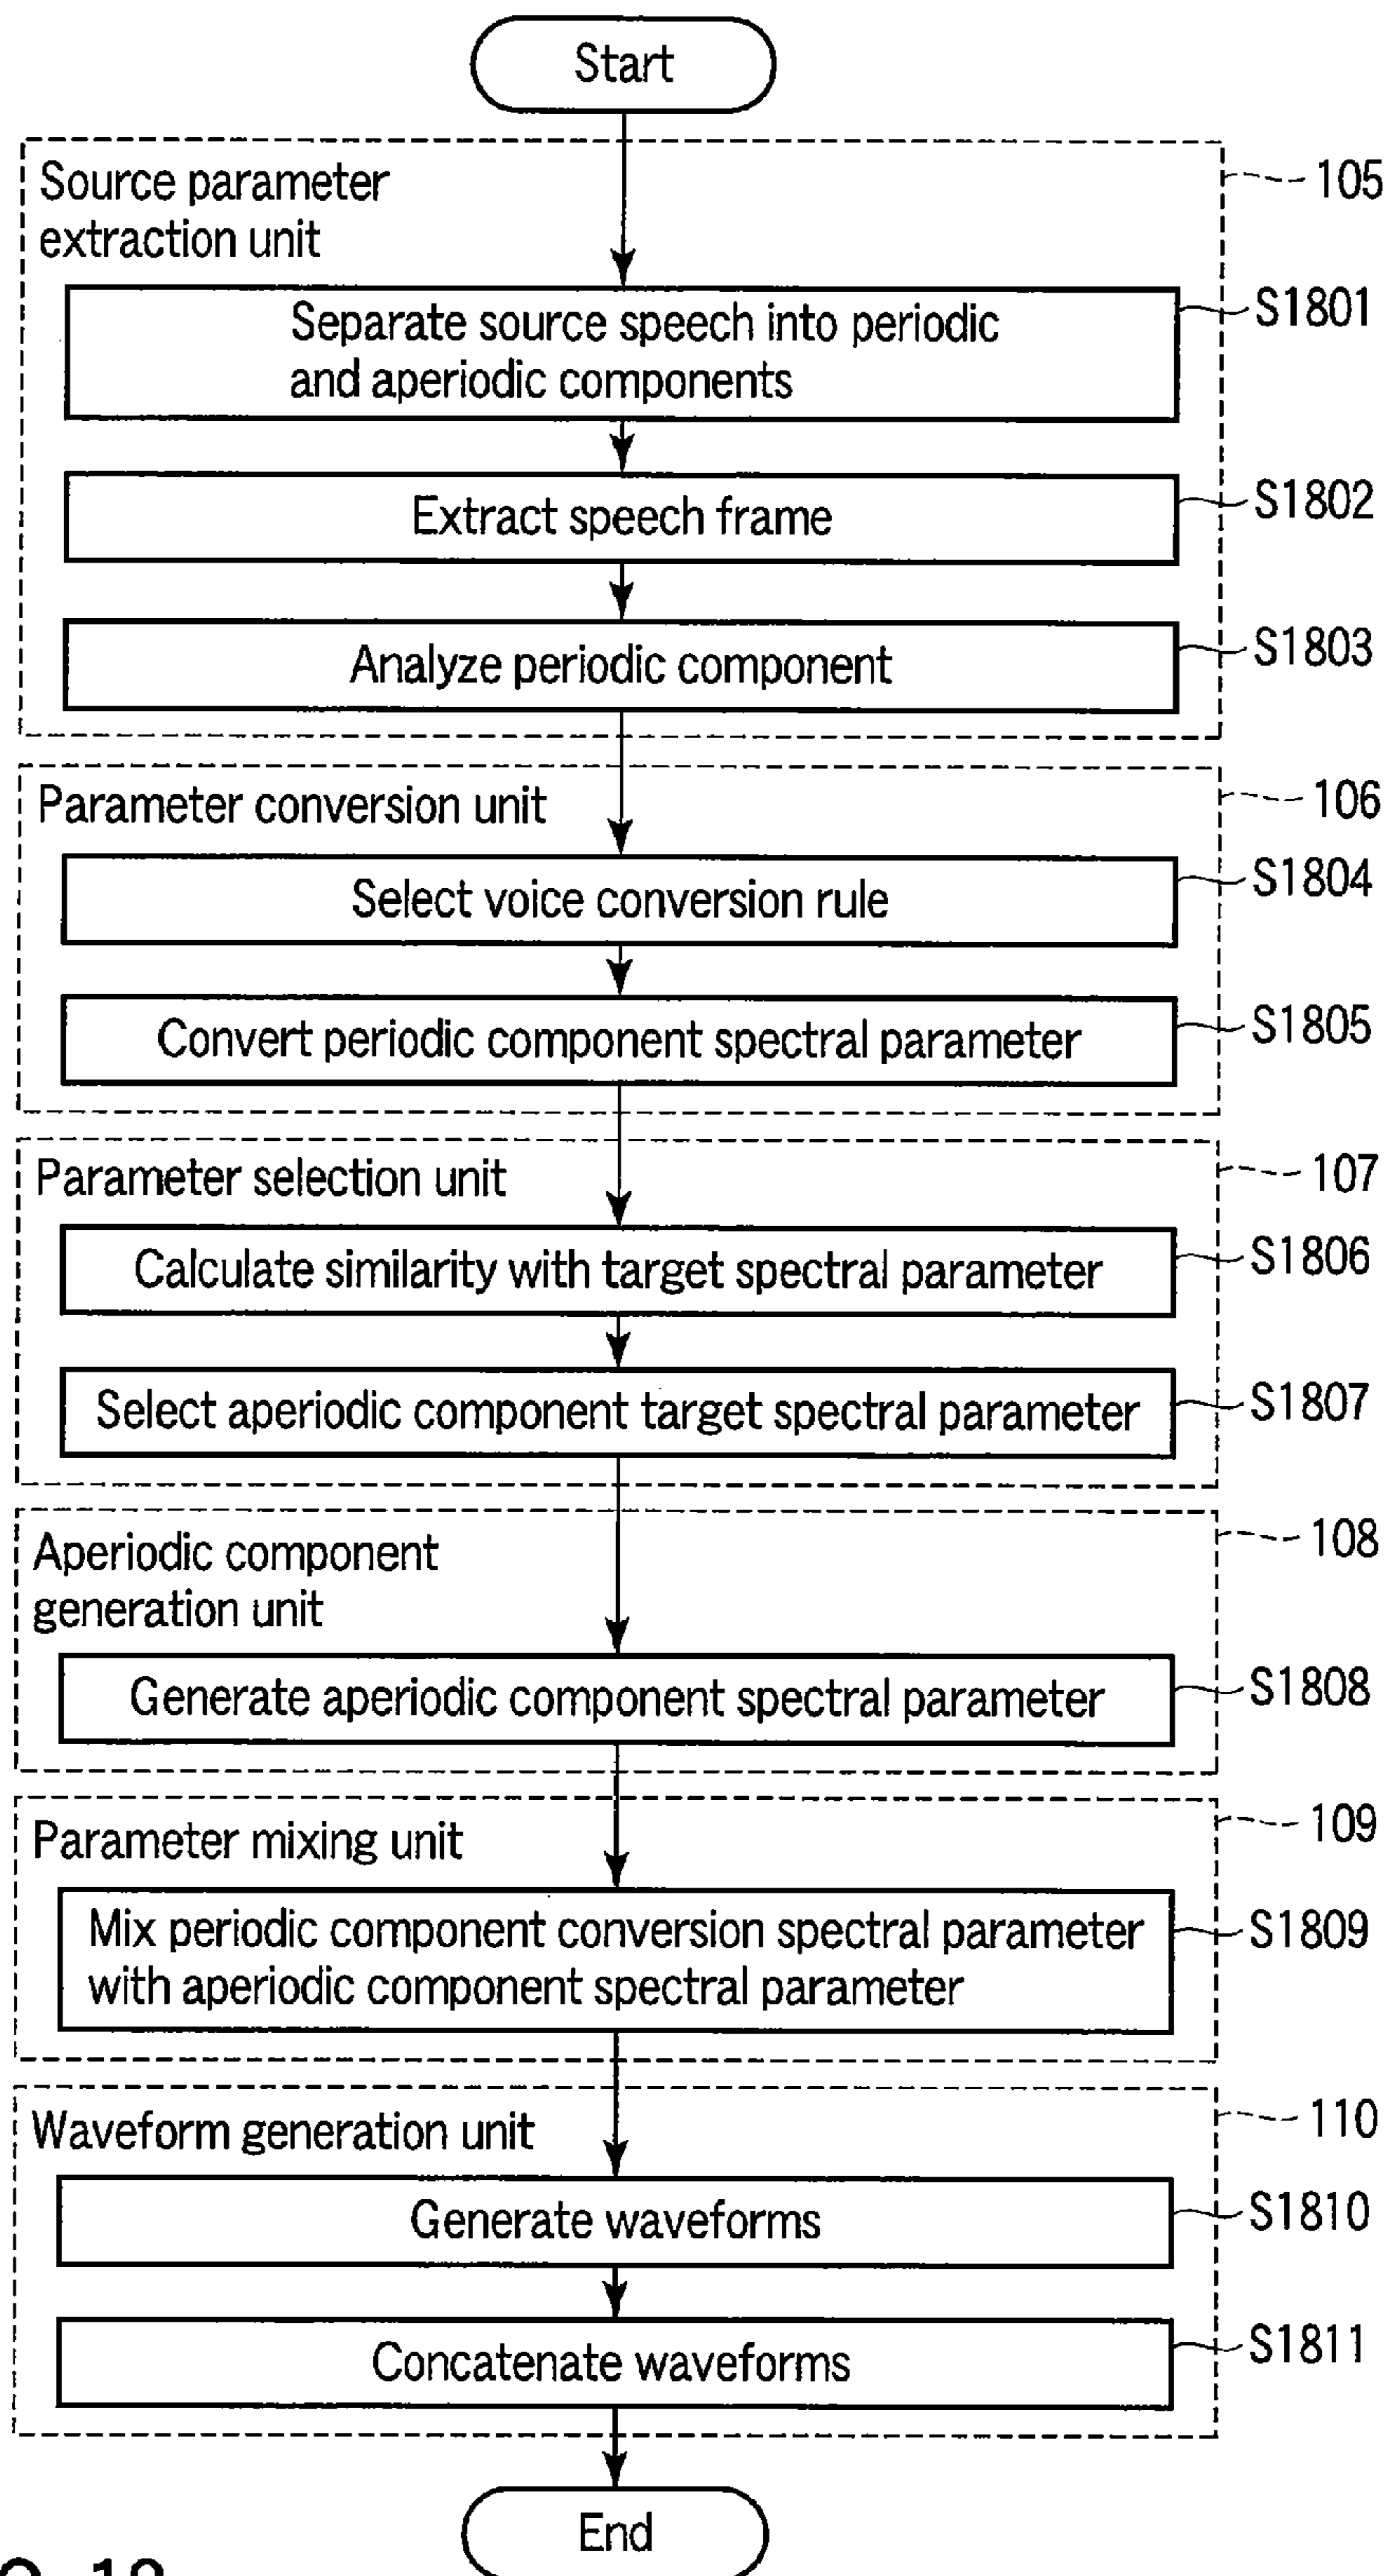 Start
Source parameter
extraction unit
105
Separate source speech into periodic
and aperiodic components
S1801
Extract speech frame
S1802
Analyze periodic component
S1803
Parameter conversion unit
106
Select voice conversion rule
S1804
Convert periodic component spectral parameter
S1805
Parameter selection unit
107
Calculate similarity with target spectral parameter
S1806
Select aperiodic component target spectral parameter
S1807
Aperiodic component
generation unit
108
Generate aperiodic component spectral parameter
S1808
Parameter mixing unit
109
Mix periodic component conversion spectral parameter
with aperiodic component spectral parameter
S1809
Waveform generation unit
110
Generate waveforms
S1810
Concatenate waveforms
S1811
End